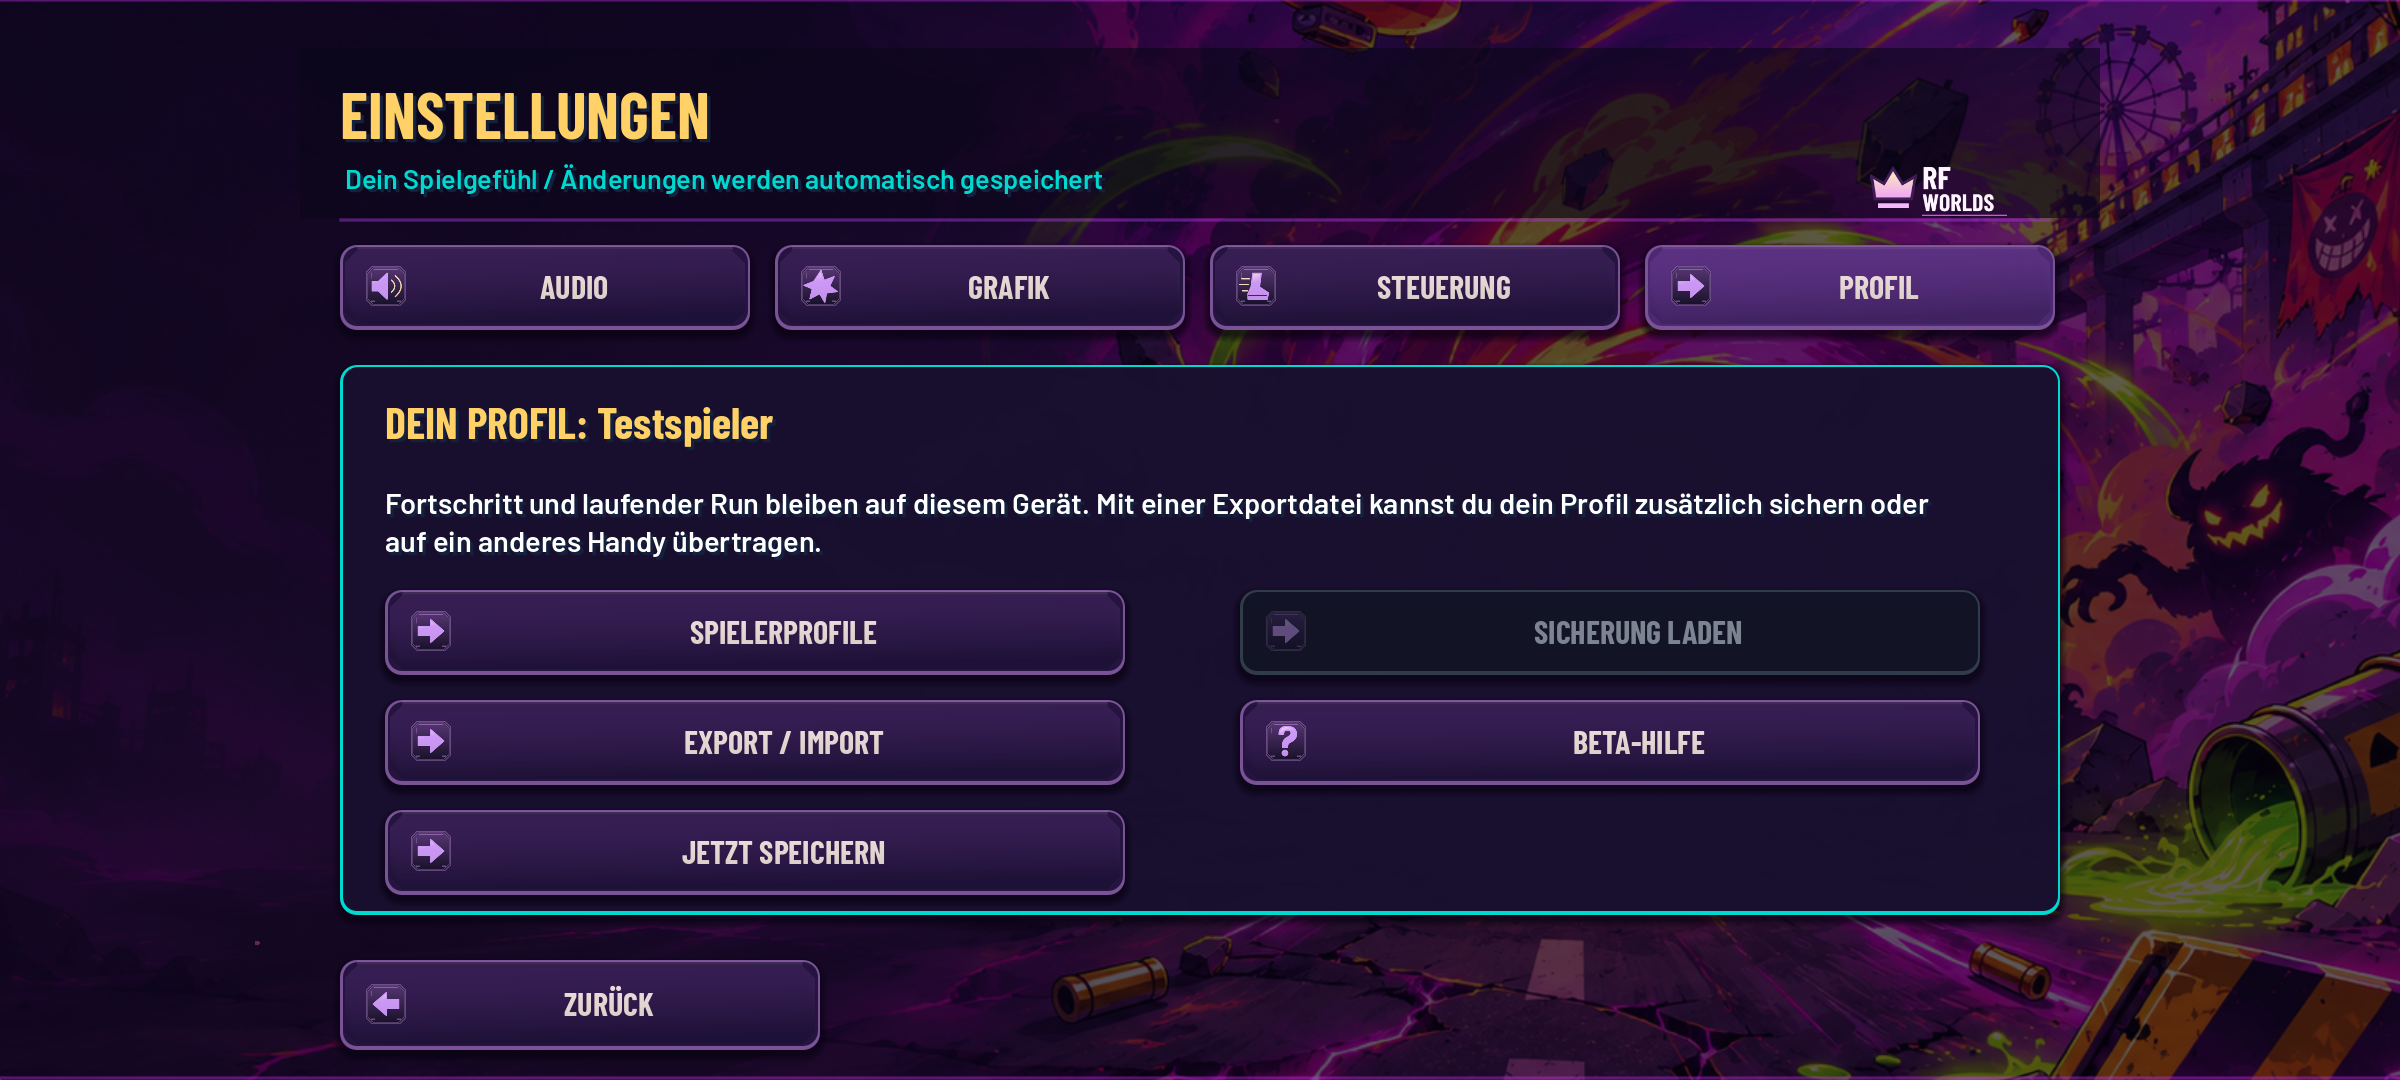 EINSTELLUNGEN
Dein Spielgefühl / Änderungen werden automatisch gespeichert
RF
WORLDS
AUDIO
GRAFIK
STEUERUNG
PROFIL
DEIN PROFIL: Testspieler
Fortschritt und laufender Run bleiben auf diesem Gerät. Mit einer Exportdatei kannst du dein Profil zusätzlich sichern oder
auf ein anderes Handy übertragen.
SPIELERPROFILE
SICHERUNG LADEN
EXPORT / IMPORT
BETA-HILFE
JETZT SPEICHERN
ZURÜCK